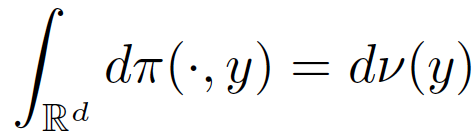 ∫_{ℝ^d} dπ(·, y) = dν(y)